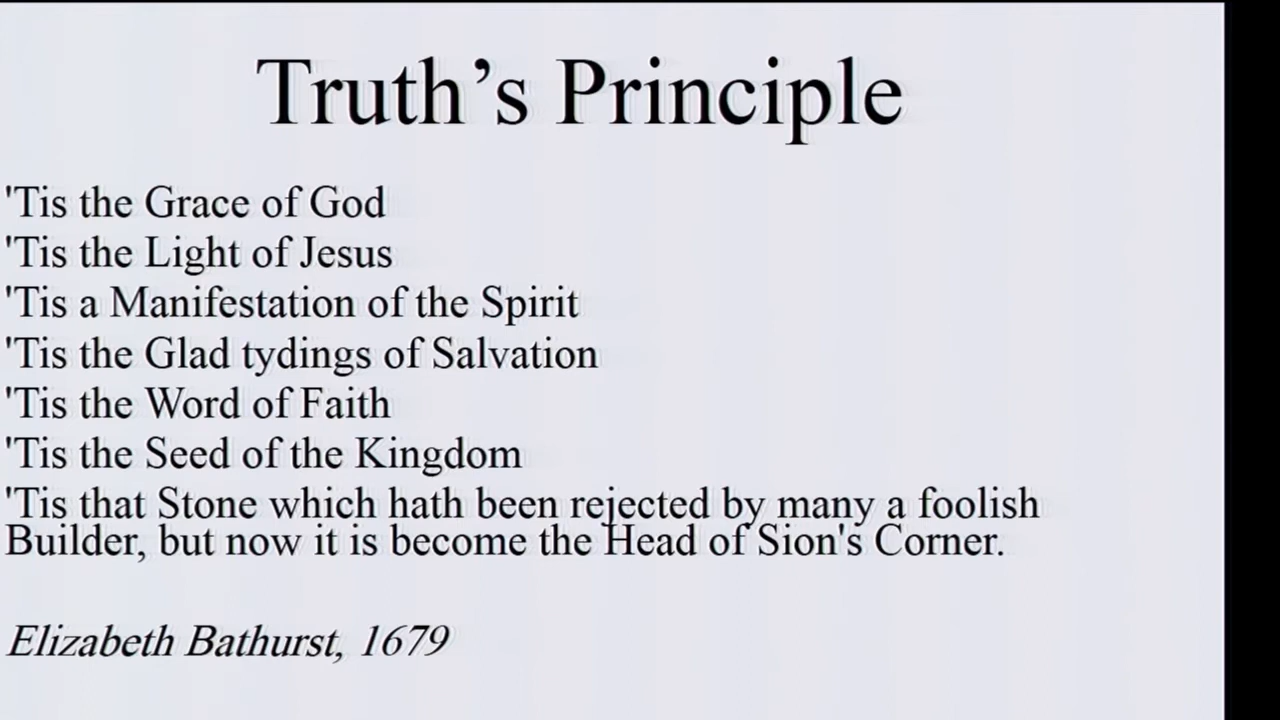 Truth’s Principle
'Tis the Grace of God
'Tis the Light of Jesus
'Tis a Manifestation of the Spirit
'Tis the Glad tydings of Salvation
'Tis the Word of Faith
'Tis the Seed of the Kingdom
'Tis that Stone which hath been rejected by many a foolish
Builder, but now it is become the Head of Sion's Corner.
Elizabeth Bathurst, 1679